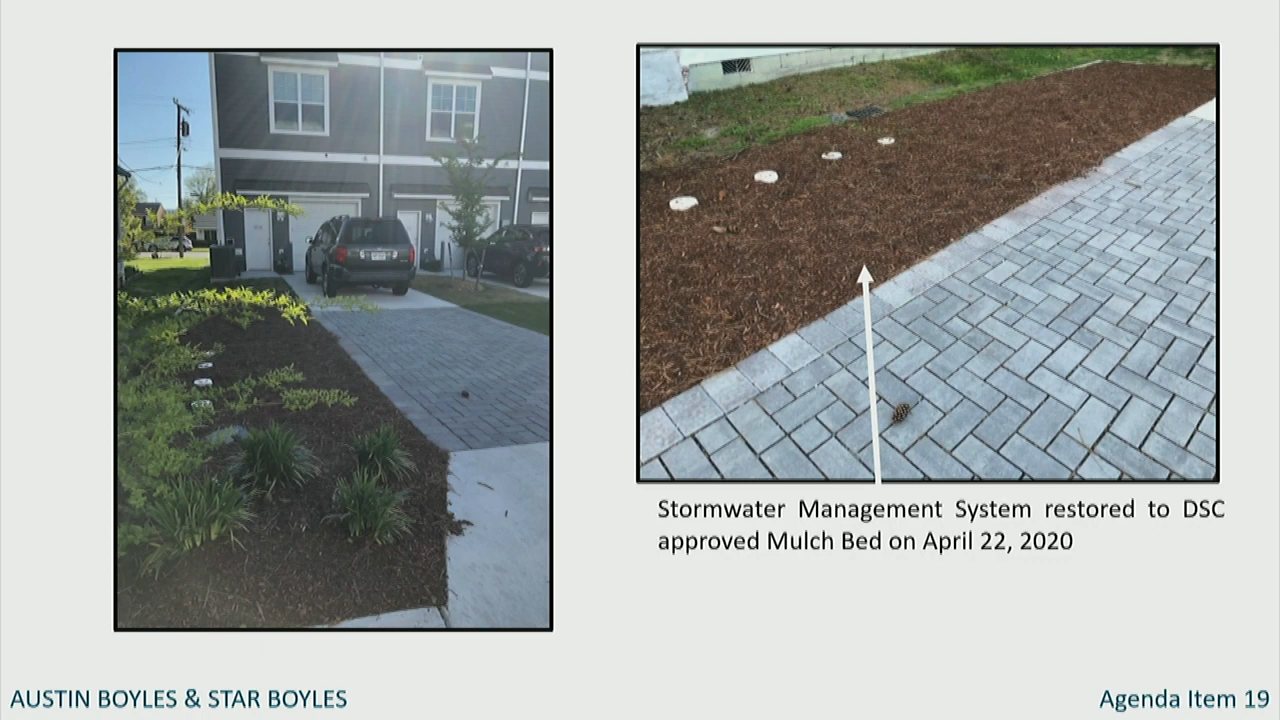 Stormwater Management System restored to DSC
approved Mulch Bed on April 22, 2020
AUSTIN BOYLES & STAR BOYLES
Agenda Item 19